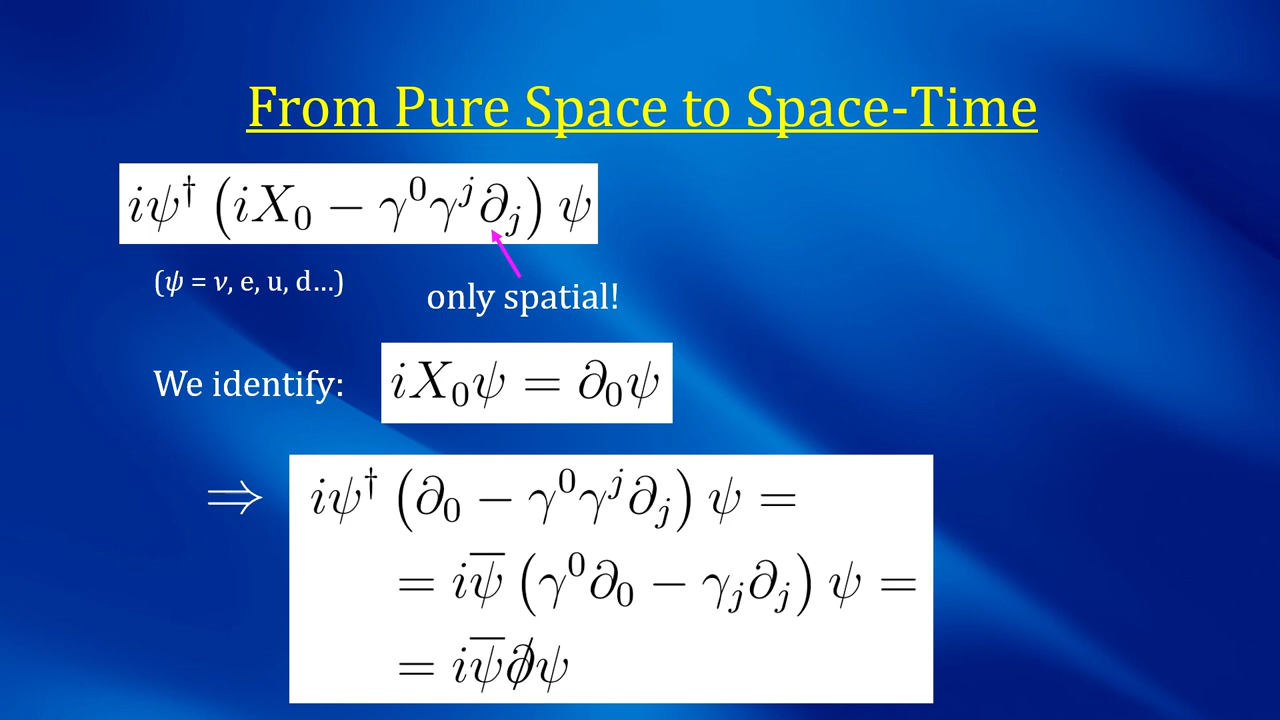 From Pure Space to Space-Time
iψ† (iX₀ − γ⁰γʲ∂ⱼ) ψ
(ψ = ν, e, u, d…)
only spatial!
We identify: iX₀ψ = ∂₀ψ
⇒ iψ† (∂₀ − γ⁰γʲ∂ⱼ) ψ =
= iψ̅ (γ⁰∂₀ − γⱼ∂ⱼ) ψ =
= iψ̅∂̸ψ